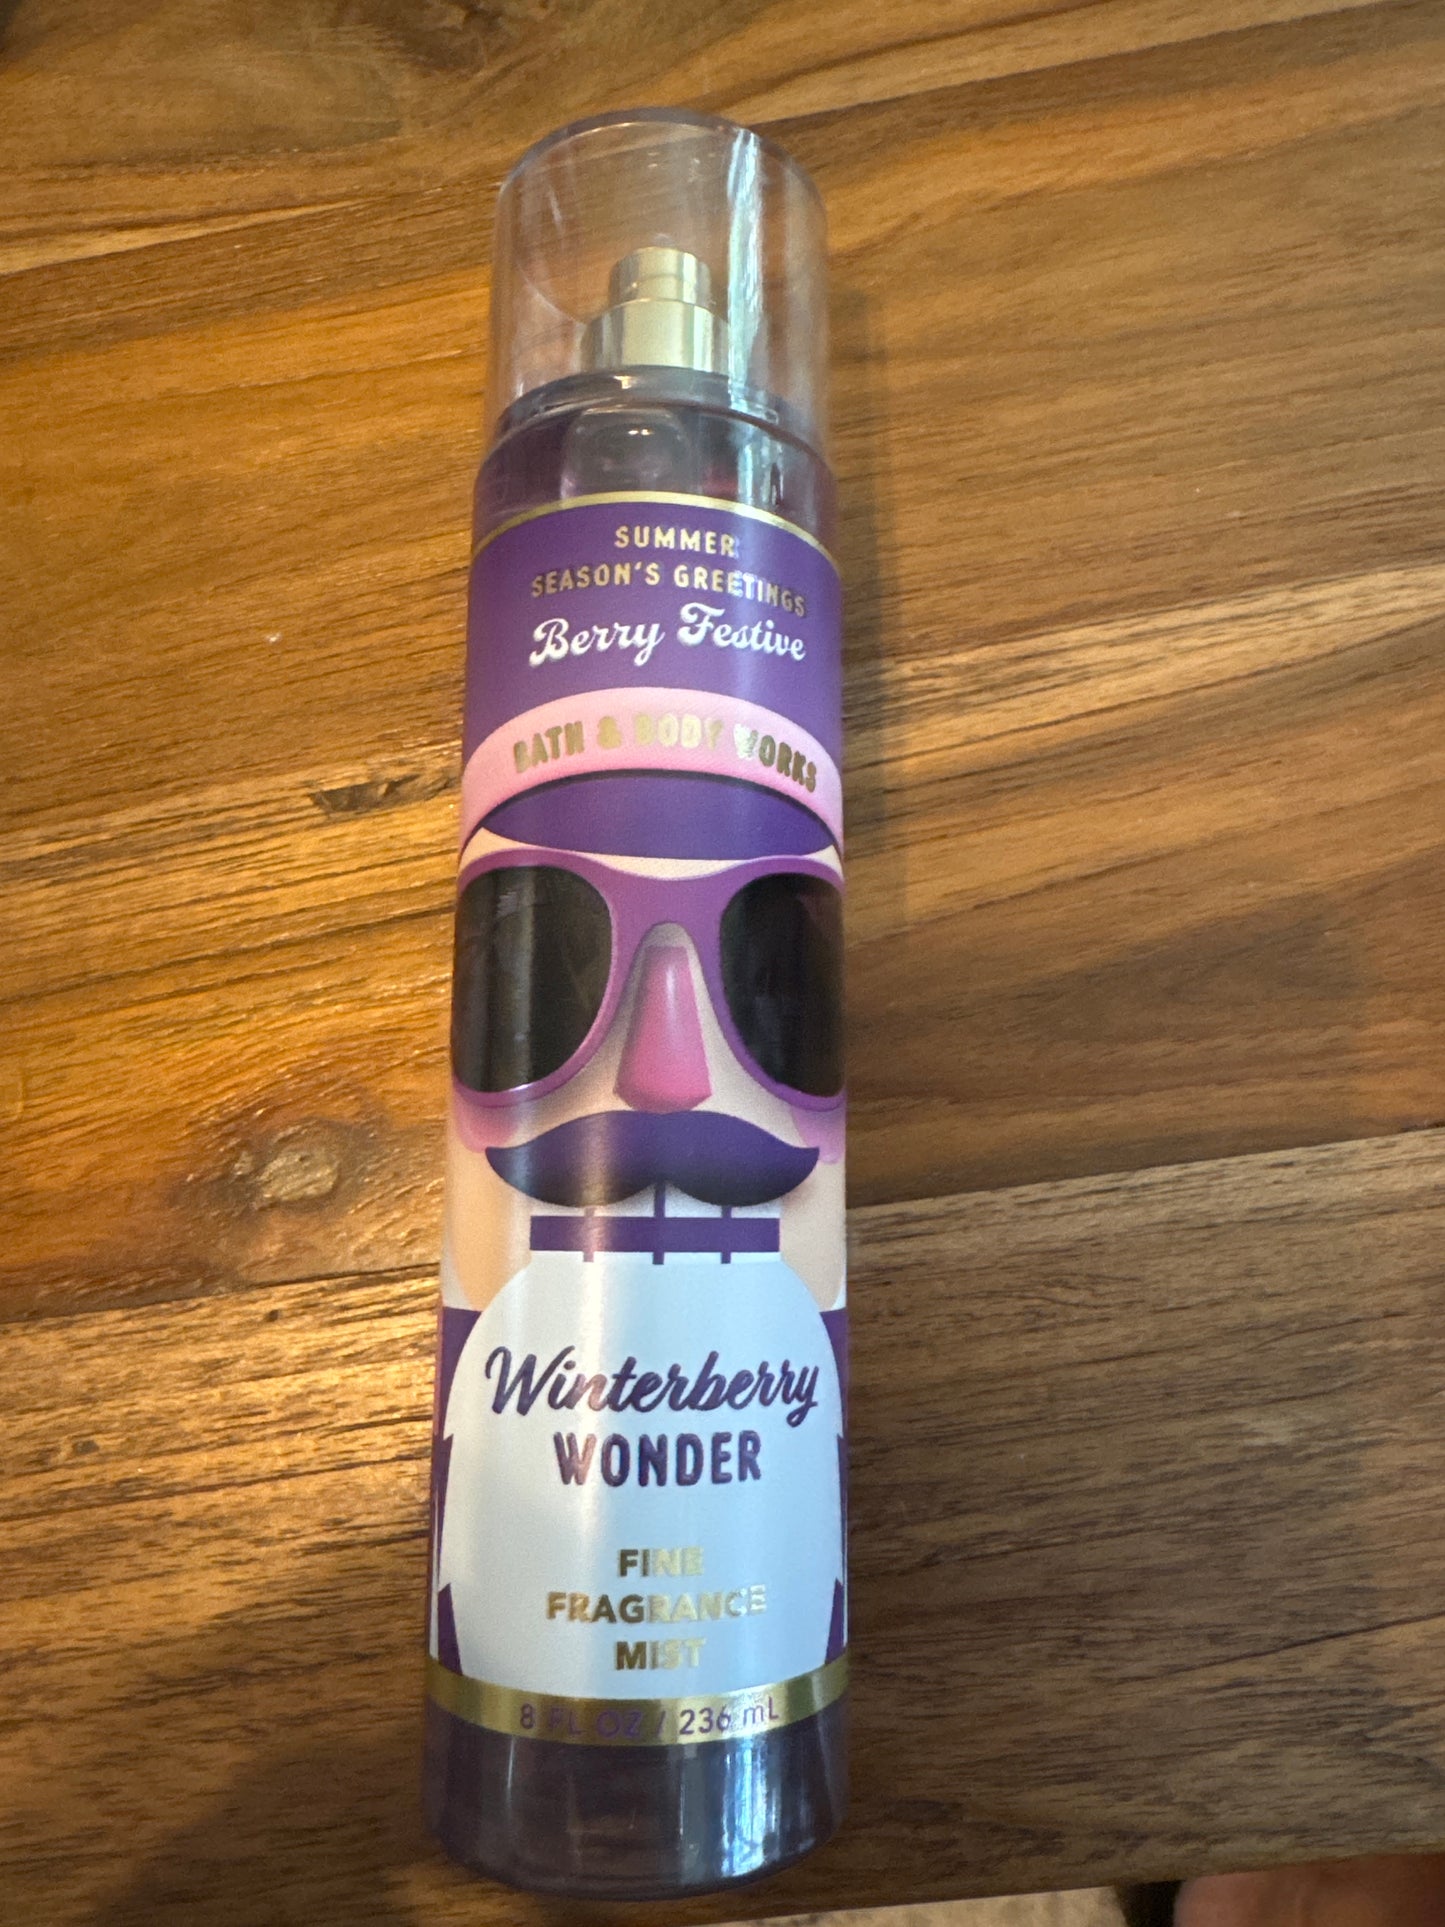 SUMMER
SEASON'S GREETINGS
Berry Festive
BATH & BODY WORKS
Winterberry
WONDER
FINE
FRAGRANCE
MIST
8 FL OZ / 236 mL